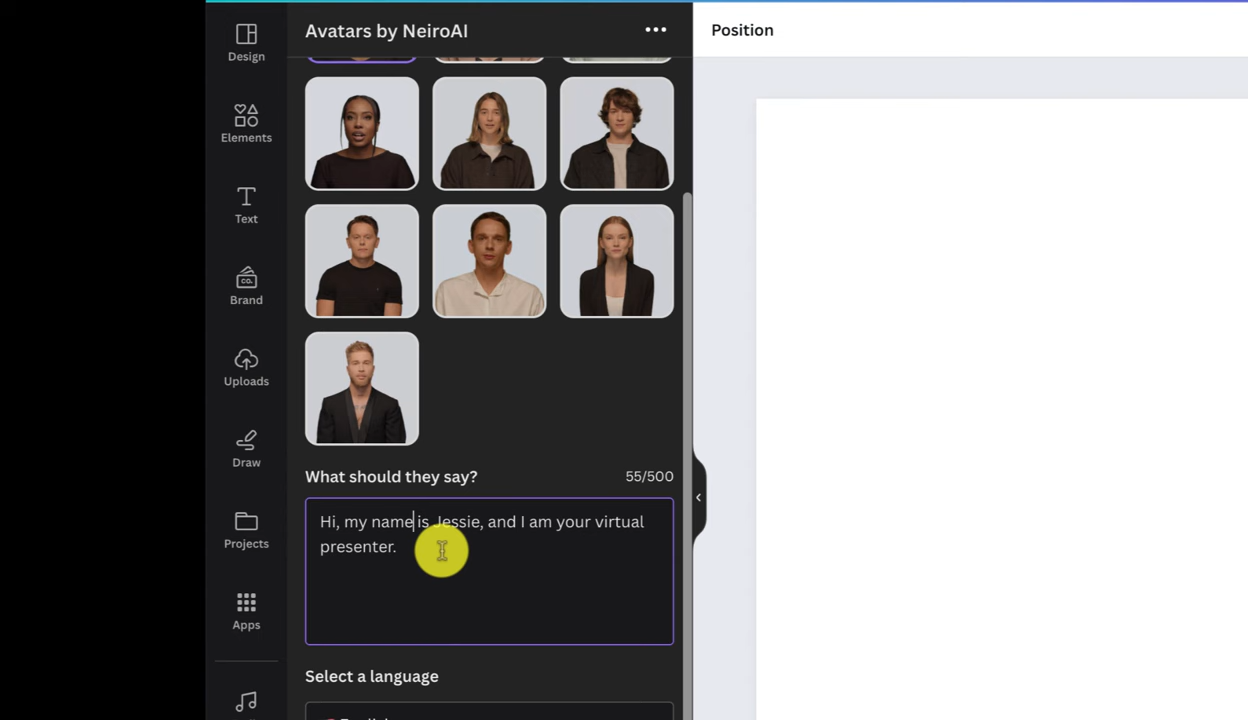 Design
Elements
Text
CO.
Brand
Uploads
Draw
Projects
Apps
Avatars by NeiroAI
Position
What should they say?
55/500
Hi, my name is Jessie, and I am your virtual
presenter.
Select a language